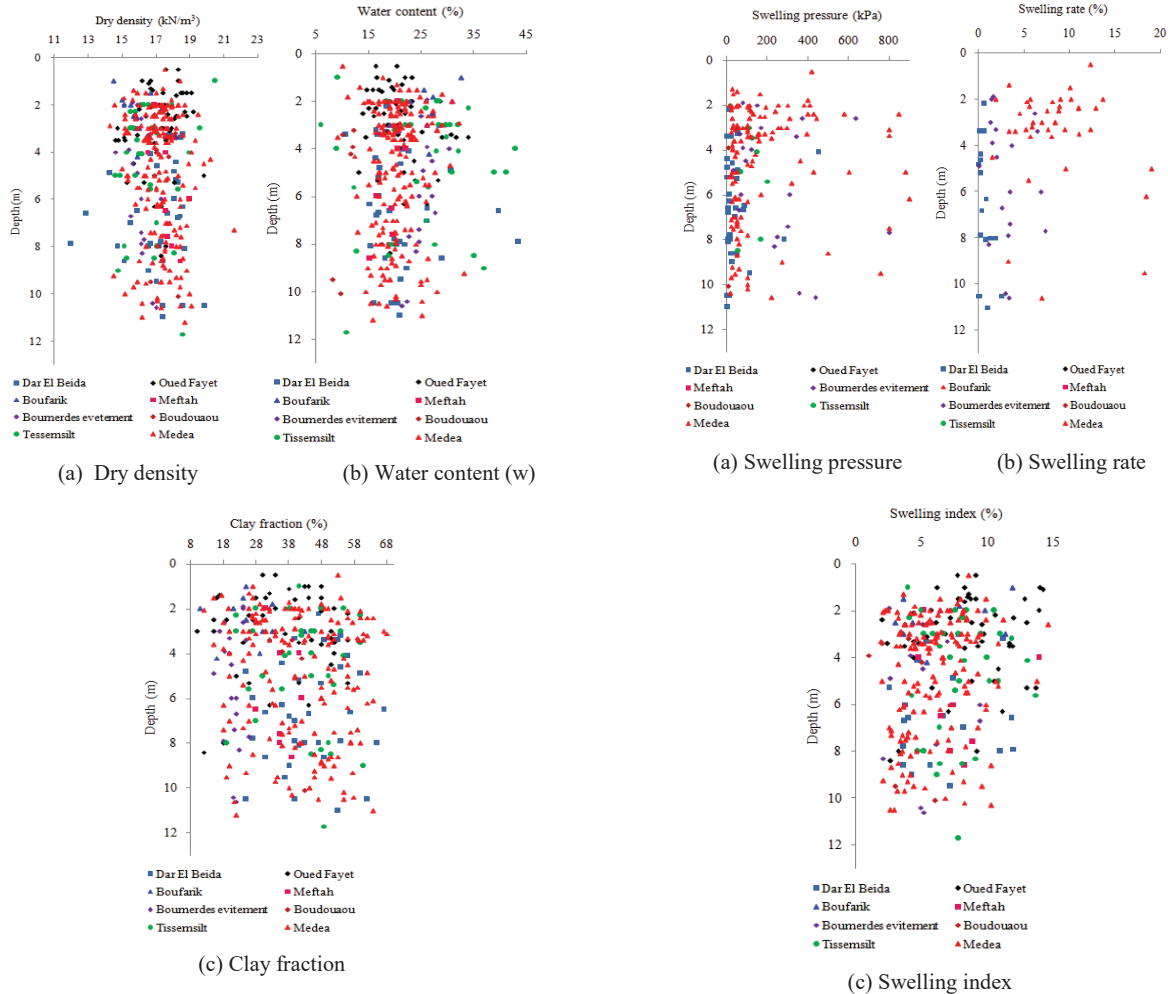 Dry density (kN/m³)
11 13 15 17 19 21 23
0
2
4
6
8
10
12
Depth (m)
Dar El Beida
Oued Fayet
Boufarik
Meftah
Boumerdes evitement
Boudouaou
Tessemsilt
Medea
(a) Dry density
Water content (%)
5 15 25 35 45
0
2
4
6
8
10
12
Depth (m)
Dar El Beida
Oued Fayet
Boufarik
Meftah
Boumerdes evitement
Boudouaou
Tissemsilt
Medea
(b) Water content (w)
Swelling pressure (kPa)
0 200 400 600 800
0
2
4
6
8
10
12
Depth (m)
Dar El Beida
Oued Fayet
Meftah
Boumerdes evitement
Boudouaou
Tissemsilt
Medea
(a) Swelling pressure
Swelling rate (%)
0 5 10 15 20
0
2
4
6
8
10
12
Depth (m)
Dar El Beida
Oued Fayet
Boufarik
Meftah
Boumerdes evitement
Boudouaou
Tissemsilt
Medea
(b) Swelling rate
Clay fraction (%)
8 18 28 38 48 58 68
0
2
4
6
8
10
12
Depth (m)
Dar El Beida
Oued Fayet
Boufarik
Meftah
Boumerdes evitement
Boudouaou
Tissemsilt
Medea
(c) Clay fraction
Swelling index (%)
0 5 10 15
0
2
4
6
8
10
12
Depth (m)
Dar El Beida
Oued Fayet
Boufarik
Meftah
Boumerdes evitement
Boudouaou
Tissemsilt
Medea
(c) Swelling index